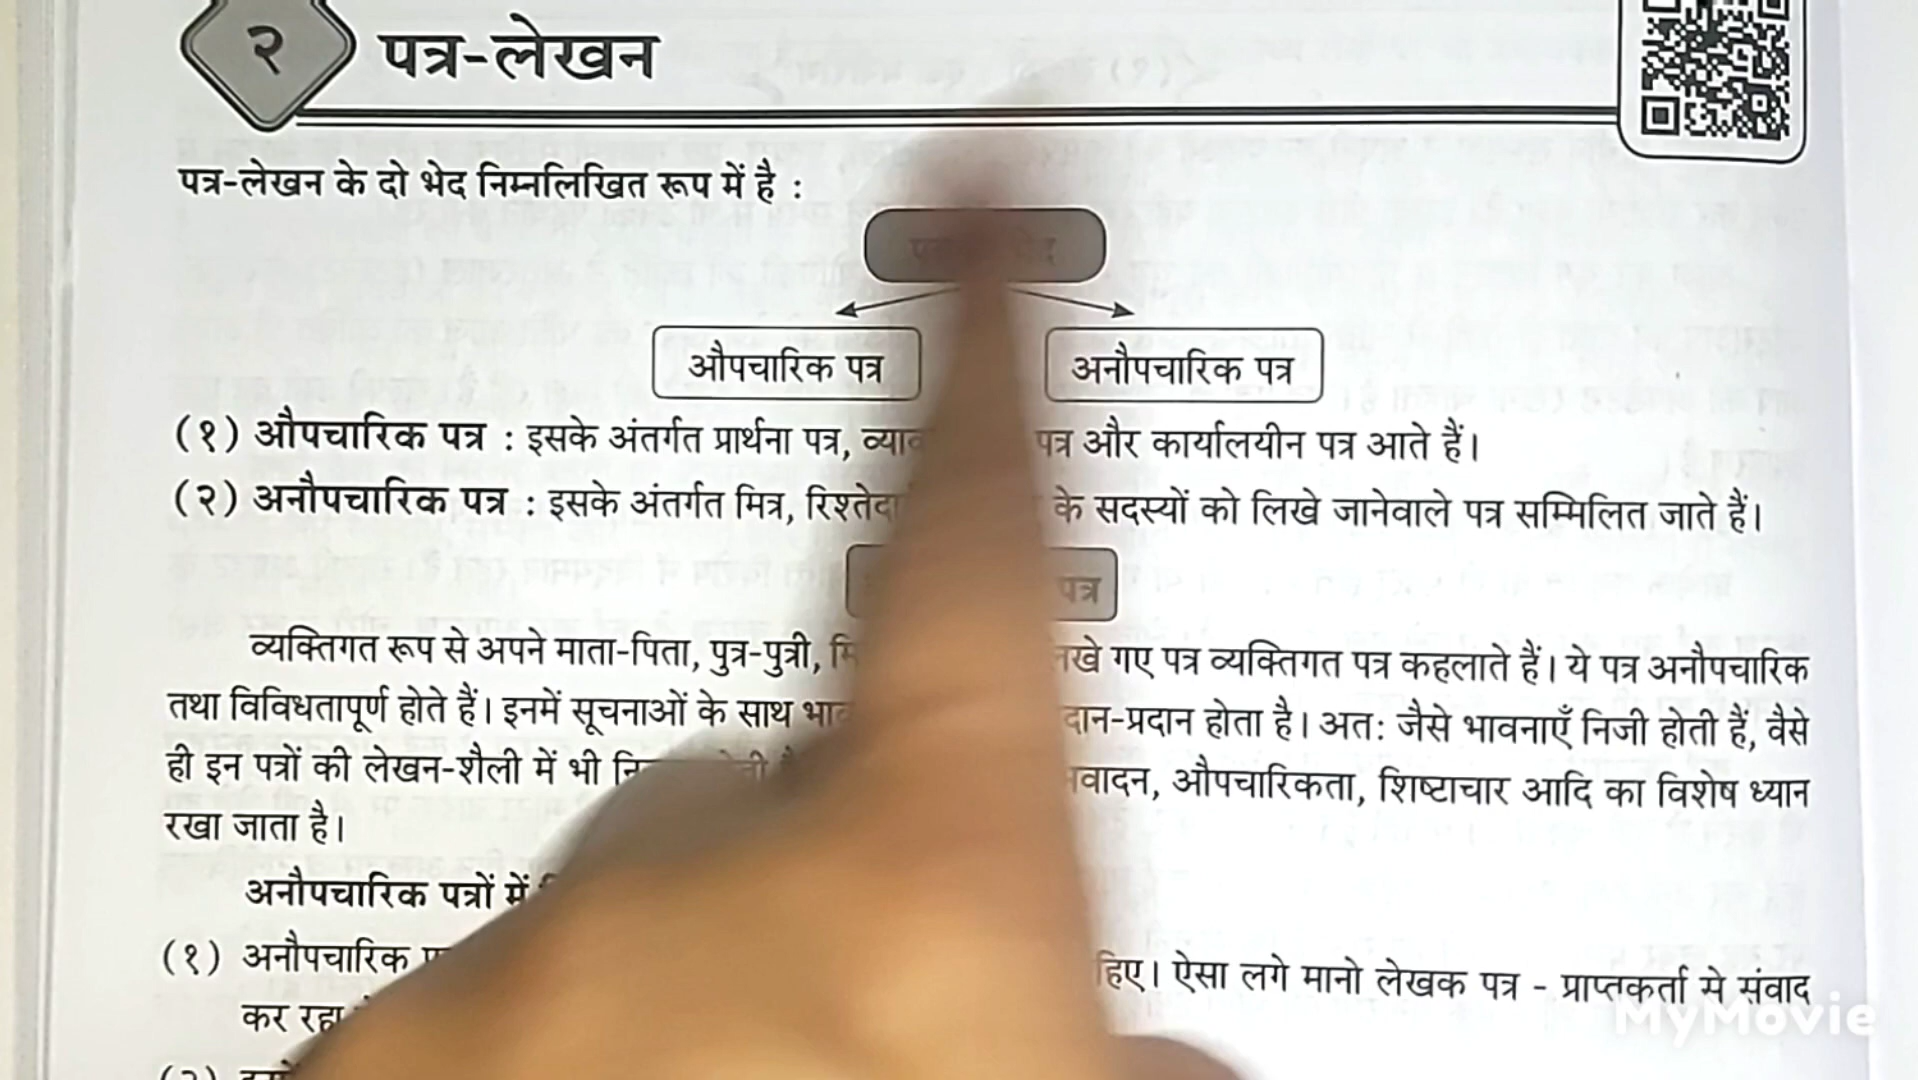 २ पत्र-लेखन
पत्र-लेखन के दो भेद निम्नलिखित रूप में है :
औपचारिक पत्र अनौपचारिक पत्र
(१) औपचारिक पत्र : इसके अंतर्गत प्रार्थना पत्र, पत्र और कार्यालयीन पत्र आते हैं।
(२) अनौपचारिक पत्र : इसके अंतर्गत मित्र, के सदस्यों को लिखे जानेवाले पत्र सम्मिलित जाते हैं।
पत्र
व्यक्तिगत रूप से अपने माता-पिता, पुत्र-पुत्री, गए पत्र व्यक्तिगत पत्र कहलाते हैं। ये पत्र अनौपचारिक
तथा विविधतापूर्ण होते हैं। इनमें सूचनाओं के साथ होता है। अत: जैसे भावनाएँ निजी होती हैं, वैसे
ही इन पत्रों की लेखन-शैली में भी औपचारिकता, शिष्टाचार आदि का विशेष ध्यान
रखा जाता है।
अनौपचारिक पत्रों में
(१) अनौपचारिक ऐसा लगे मानो लेखक पत्र - प्राप्तकर्ता से संवाद
कर रहा
MyMovie